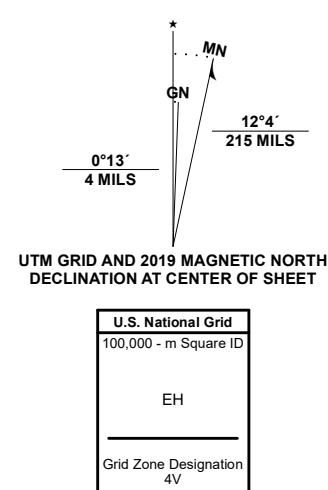 ★
MN
GN
12°4´
215 MILS
0°13´
4 MILS
UTM GRID AND 2019 MAGNETIC NORTH
DECLINATION AT CENTER OF SHEET
U.S. National Grid
100,000 - m Square ID
EH
Grid Zone Designation
4V